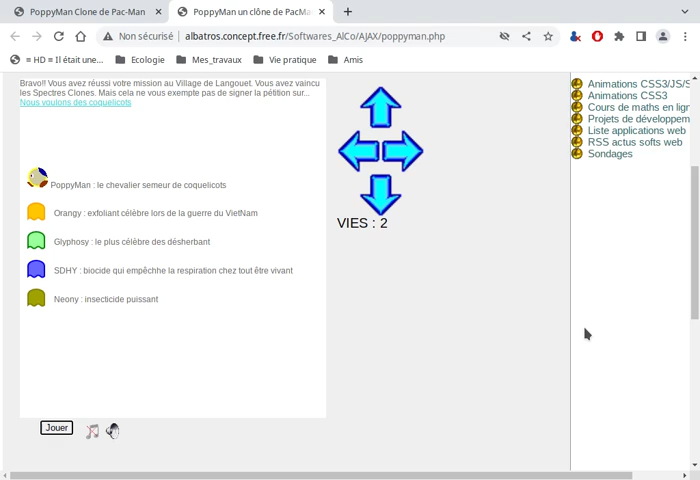 PoppyMan Clone de Pac-Man
PoppyMan un clône de PacMa
Non sécurisé
albatros.concept.free.fr/Softwares_AlCo/AJAX/poppyman.php
= HD = Il était une...
Ecologie
Mes_travaux
Vie pratique
Amis
Bravo!! Vous avez réussi votre mission au Village de Langouet. Vous avez vaincu
les Spectres Clones. Mais cela ne vous exempte pas de signer la pétition sur...
Nous voulons des coquelicots
PoppyMan : le chevalier semeur de coquelicots
Orangy : exfoliant célèbre lors de la guerre du VietNam
Glyphosy : le plus célèbre des désherbant
SDHY : biocide qui empêchhe la respiration chez tout être vivant
Neony : insecticide puissant
Jouer
VIES : 2
Animations CSS3/JS/S
Animations CSS3
Cours de maths en lign
Projets de développem
Liste applications web
RSS actus softs web
Sondages